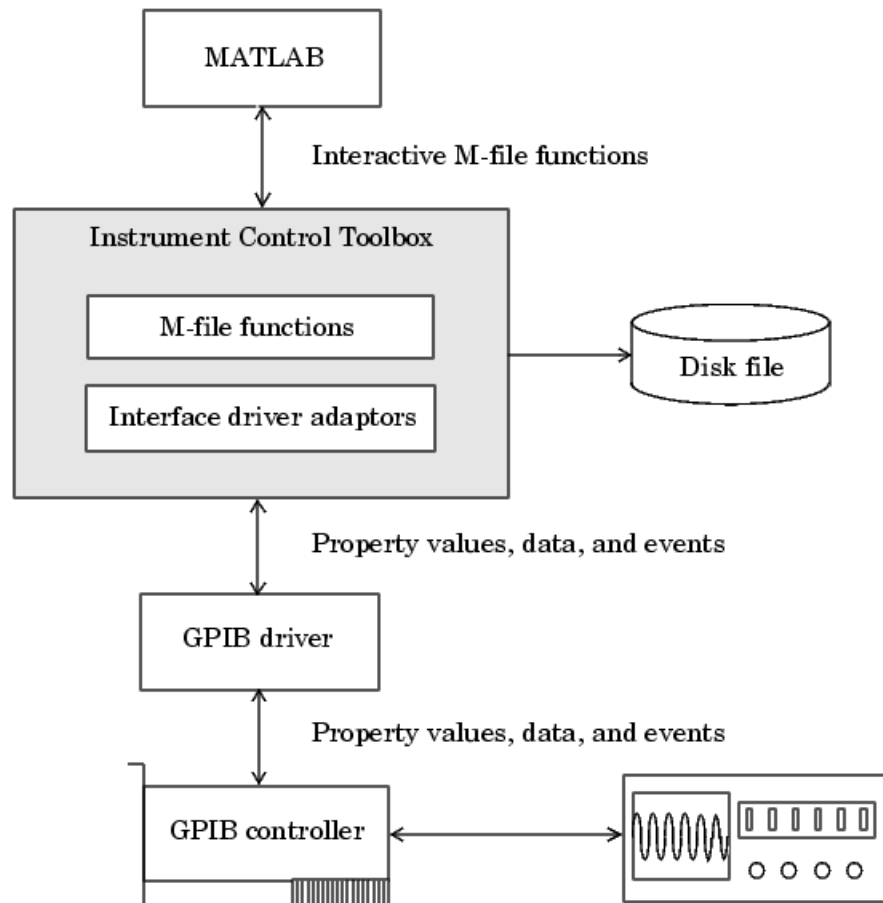 MATLAB
Interactive M-file functions
Instrument Control Toolbox
M-file functions
Disk file
Interface driver adaptors
Property values, data, and events
GPIB driver
Property values, data, and events
GPIB controller